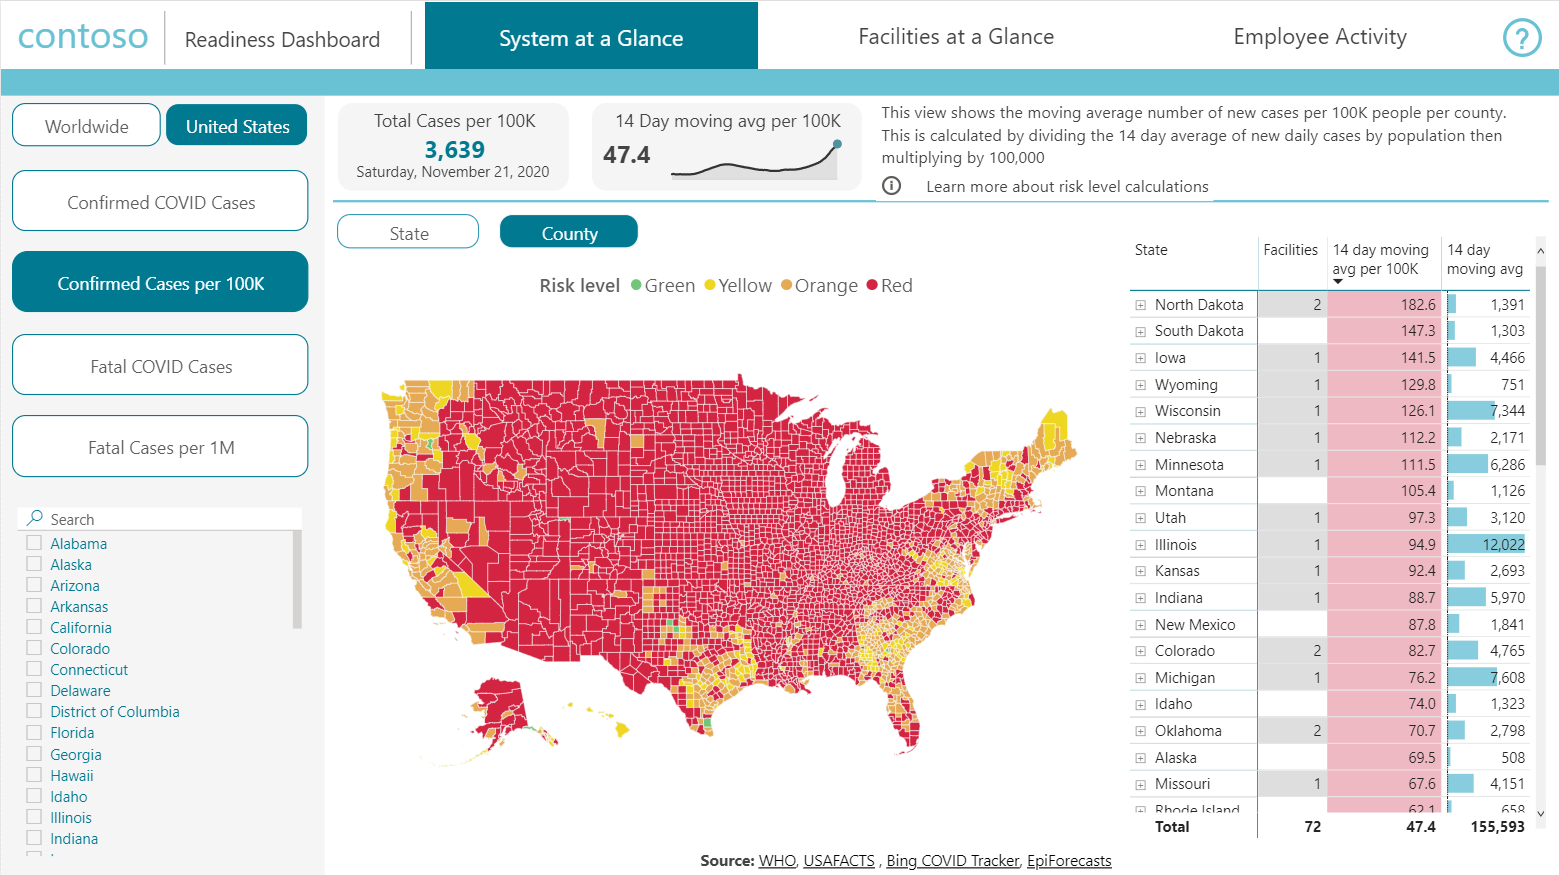 contoso
Readiness Dashboard
System at a Glance
Facilities at a Glance
Employee Activity
?
Worldwide
United States
Confirmed COVID Cases
Confirmed Cases per 100K
Fatal COVID Cases
Fatal Cases per 1M
Search
Alabama
Alaska
Arizona
Arkansas
California
Colorado
Connecticut
Delaware
District of Columbia
Florida
Georgia
Hawaii
Idaho
Illinois
Indiana
Total Cases per 100K
3,639
Saturday, November 21, 2020
14 Day moving avg per 100K
47.4
This view shows the moving average number of new cases per 100K people per county.
This is calculated by dividing the 14 day average of new daily cases by population then
multiplying by 100,000
Learn more about risk level calculations
State
County
Risk level Green Yellow Orange Red
State Facilities 14 day moving avg per 100K 14 day moving avg
North Dakota 2 182.6 1,391
South Dakota 147.3 1,303
Iowa 1 141.5 4,466
Wyoming 1 129.8 751
Wisconsin 1 126.1 7,344
Nebraska 1 112.2 2,171
Minnesota 1 111.5 6,286
Montana 105.4 1,126
Utah 1 97.3 3,120
Illinois 1 94.9 12,022
Kansas 1 92.4 2,693
Indiana 1 88.7 5,970
New Mexico 87.8 1,841
Colorado 2 82.7 4,765
Michigan 1 76.2 7,608
Idaho 74.0 1,323
Oklahoma 2 70.7 2,798
Alaska 69.5 508
Missouri 1 67.6 4,151
Rhode Island 62.1 658
Total 72 47.4 155,593
Source: WHO, USAFACTS , Bing COVID Tracker, EpiForecasts